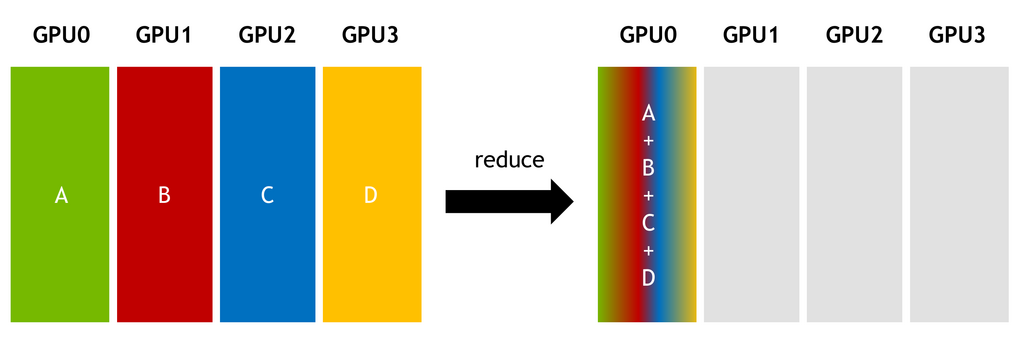 GPU0 GPU1 GPU2 GPU3
A B C D
reduce
GPU0 GPU1 GPU2 GPU3
A
+
B
+
C
+
D